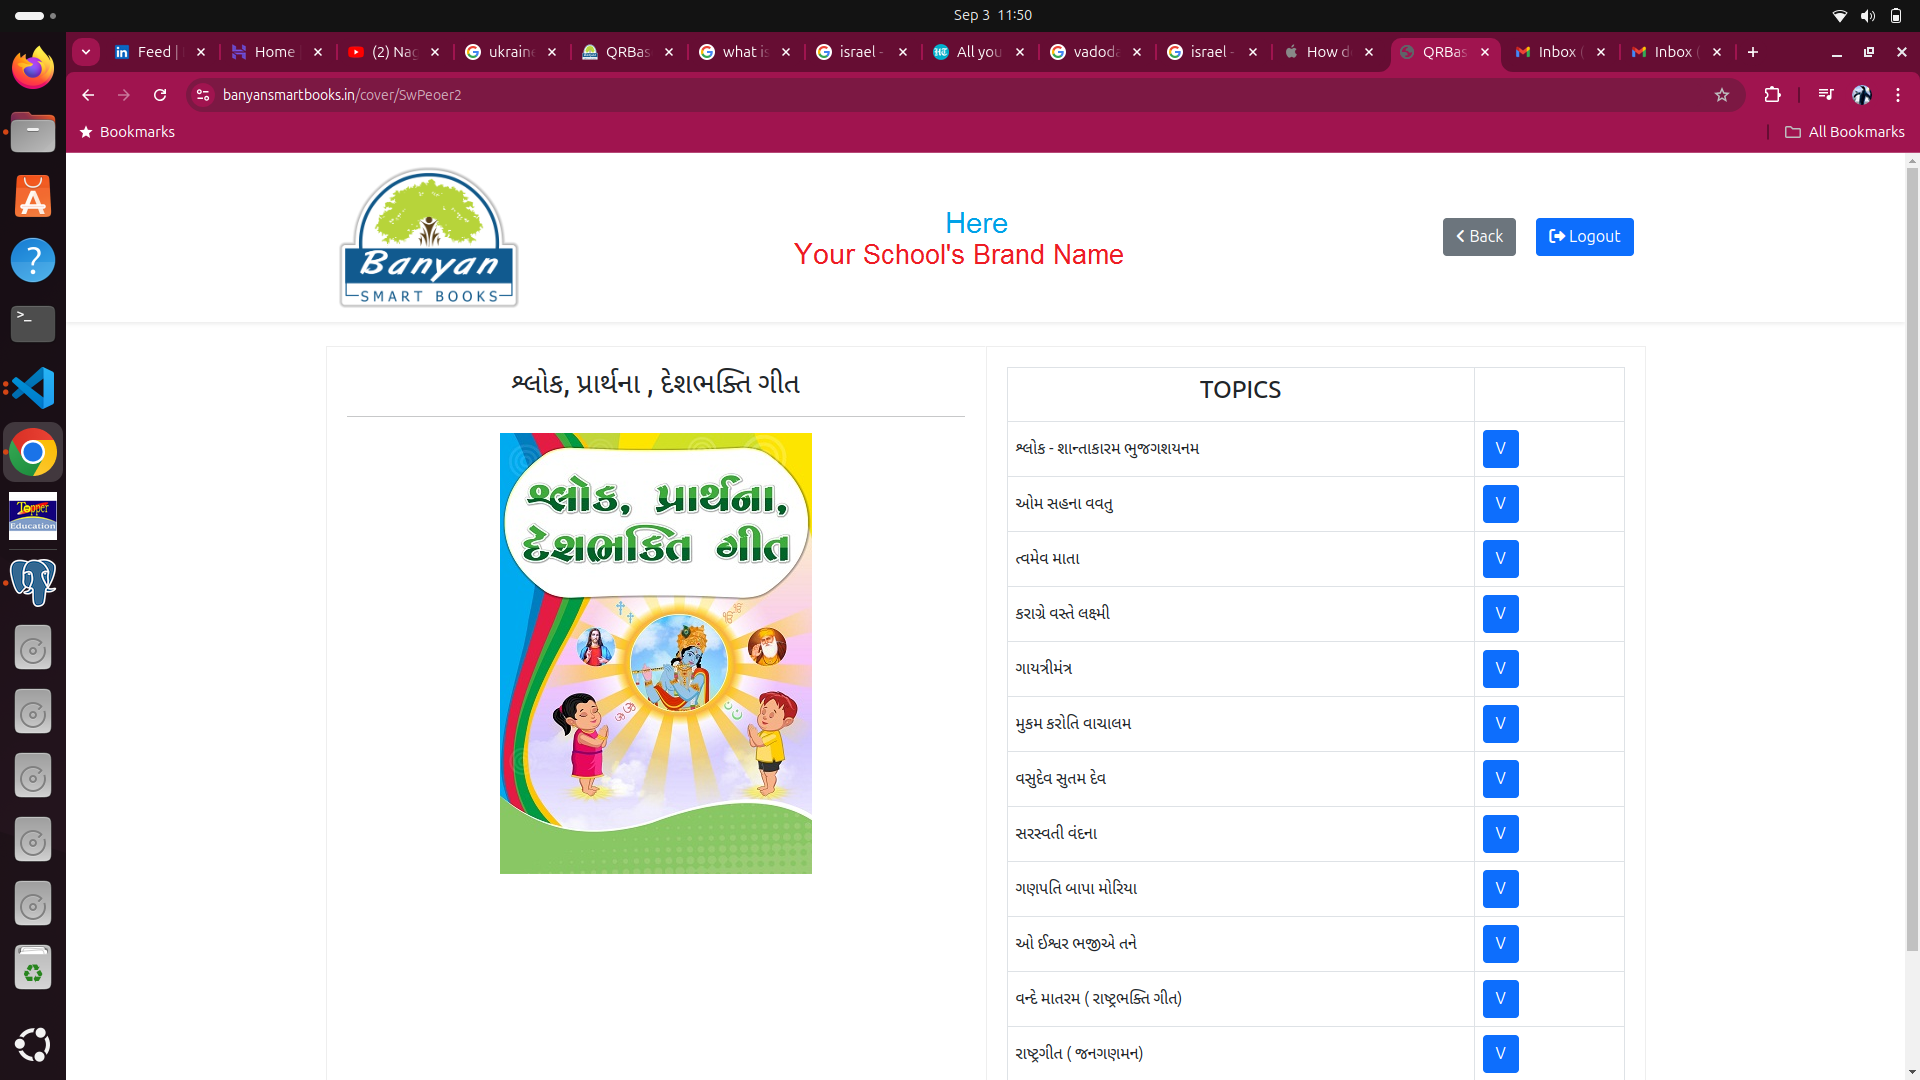 Sep 3 11:50
Feed |
Home
(2) Nag
ukraine
QRBas
what is
israel -
All you
vadoda
israel -
How d
QRBas
Inbox (
Inbox (
banyansmartbooks.in/cover/SwPeoer2
Bookmarks
All Bookmarks
Banyan
SMART BOOKS
Here
Your School's Brand Name
Back
Logout
શ્લોક, પ્રાર્થના , દેશભક્તિ ગીત
શ્લોક, પ્રાર્થના,
દેશભક્તિ ગીત
TOPICS
શ્લોક - શાન્તાકારમ ભુજગશયનમ V
ઓમ સહના વવતુ V
ત્વમેવ માતા V
કરાગ્રે વસ્તે લક્ષ્મી V
ગાયત્રીમંત્ર V
મુકમ કરોતિ વાચાલમ V
વસુદેવ સુતમ દેવ V
સરસ્વતી વંદના V
ગણપતિ બાપા મોરિયા V
ઓ ઈશ્વર ભજીએ તને V
વન્દે માતરમ ( રાષ્ટ્રભક્તિ ગીત) V
રાષ્ટ્રગીત ( જનગણમન) V
Topper
Education